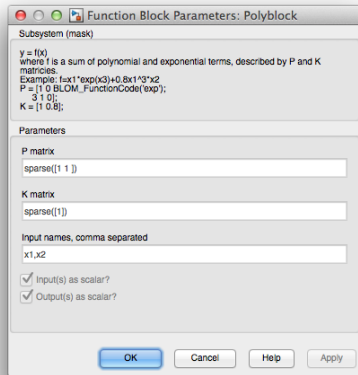 Function Block Parameters: Polyblock
Subsystem (mask)
y = f(x)
where f is a sum of polynomial and exponential terms, described by P and K
matricies.
Example: f=x1*exp(x3)+0.8x1^3*x2
P = [1 0 BLOM_FunctionCode('exp');
3 1 0];
K = [1 0.8];
Parameters
P matrix
sparse([1 1 ])
K matrix
sparse([1])
Input names, comma separated
x1,x2
Input(s) as scalar?
Output(s) as scalar?
OK Cancel Help Apply